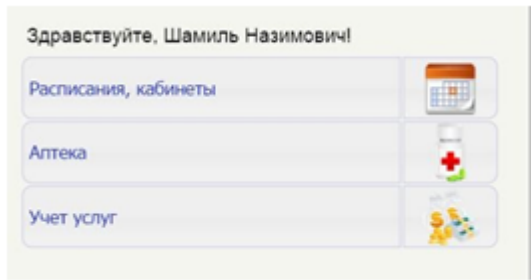 Здравствуйте, Шамиль Назимович!
Расписания, кабинеты
Аптека
Учет услуг